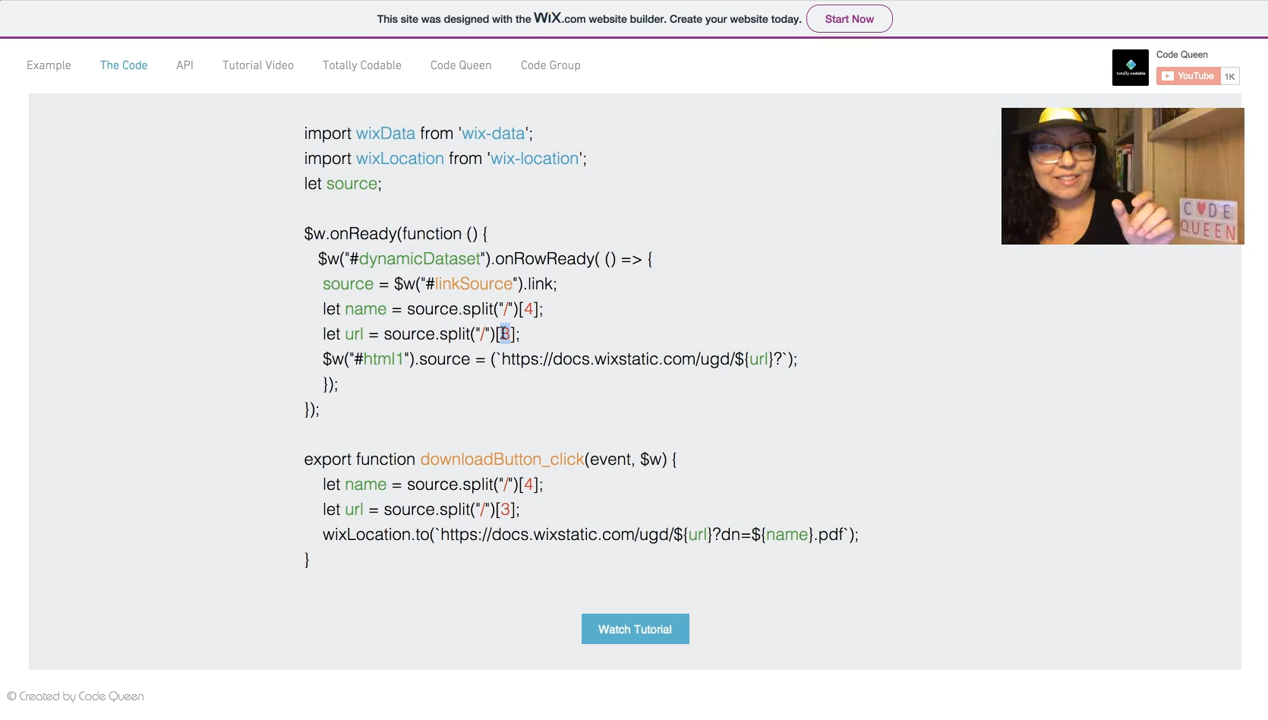 This site was designed with the WiX.com website builder. Create your website today. Start Now
Example The Code API Tutorial Video Totally Codable Code Queen Code Group
Code Queen
YouTube 1K
totally codable
import wixData from 'wix-data';
import wixLocation from 'wix-location';
let source;
$w.onReady(function () {
$w("#dynamicDataset").onRowReady( () => {
source = $w("#linkSource").link;
let name = source.split("/")[4];
let url = source.split("/")[3];
$w("#html1").source = (`https://docs.wixstatic.com/ugd/${url}?`);
});
});
export function downloadButton_click(event, $w) {
let name = source.split("/")[4];
let url = source.split("/")[3];
wixLocation.to(`https://docs.wixstatic.com/ugd/${url}?dn=${name}.pdf`);
}
CODE
QUEEN
Watch Tutorial
© Created by Code Queen